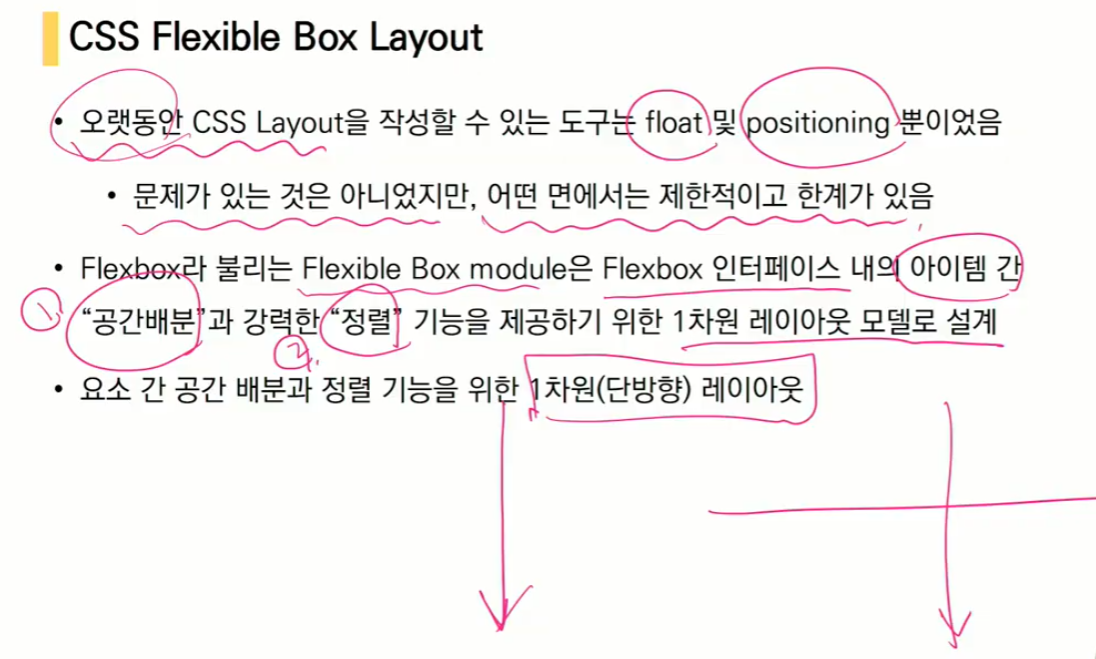 CSS Flexible Box Layout
• 오랫동안 CSS Layout을 작성할 수 있는 도구는 float 및 positioning 뿐이었음
• 문제가 있는 것은 아니었지만, 어떤 면에서는 제한적이고 한계가 있음
• Flexbox라 불리는 Flexible Box module은 Flexbox 인터페이스 내의 아이템 간
1. “공간배분”과 강력한 “정렬” 기능을 제공하기 위한 1차원 레이아웃 모델로 설계
2.
• 요소 간 공간 배분과 정렬 기능을 위한 1차원(단방향) 레이아웃